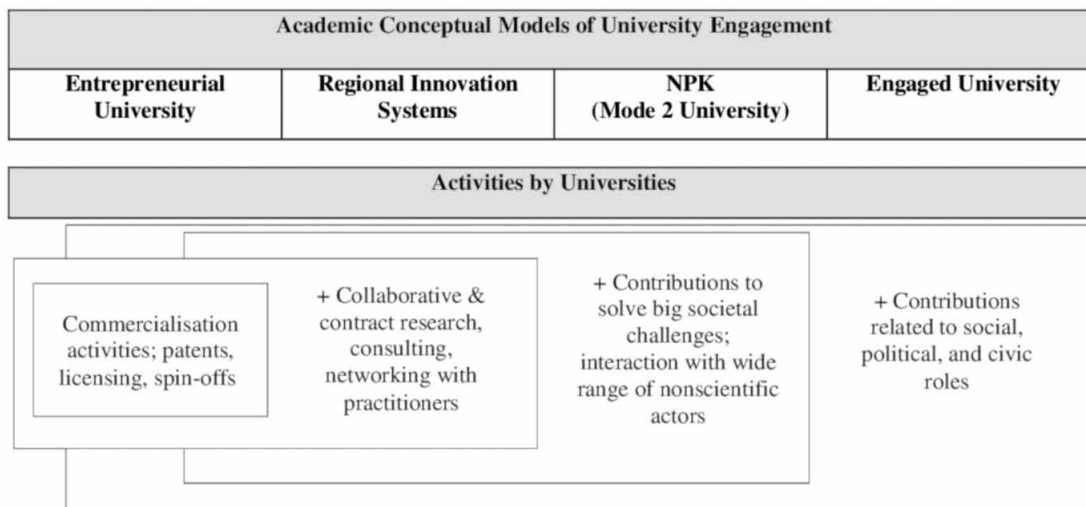 Academic Conceptual Models of University Engagement
Entrepreneurial
University
Regional Innovation
Systems
NPK
(Mode 2 University)
Engaged University
Activities by Universities
Commercialisation
activities; patents,
licensing, spin-offs
+ Collaborative &
contract research,
consulting,
networking with
practitioners
+ Contributions to
solve big societal
challenges;
interaction with wide
range of nonscientific
actors
+ Contributions
related to social,
political, and civic
roles